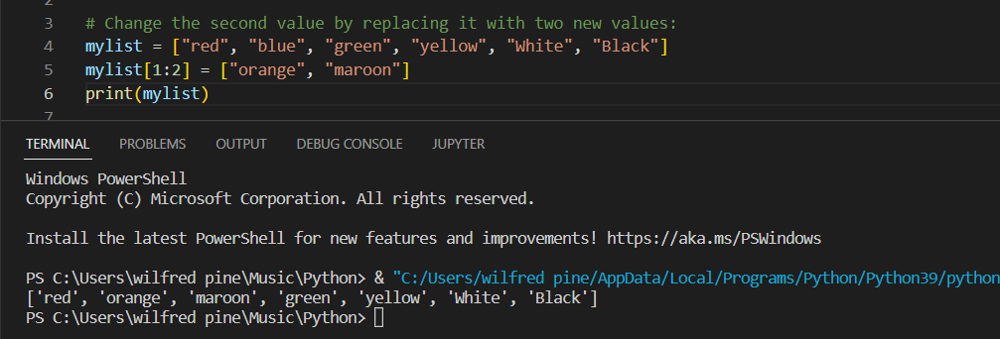 2
3 # Change the second value by replacing it with two new values:
4 mylist = ["red", "blue", "green", "yellow", "White", "Black"]
5 mylist[1:2] = ["orange", "maroon"]
6 print(mylist)
7
TERMINAL PROBLEMS OUTPUT DEBUG CONSOLE JUPYTER
Windows PowerShell
Copyright (C) Microsoft Corporation. All rights reserved.
Install the latest PowerShell for new features and improvements! https://aka.ms/PSWindows
PS C:\Users\wilfred pine\Music\Python> & "C:/Users/wilfred pine/AppData/Local/Programs/Python/Python39/python
['red', 'orange', 'maroon', 'green', 'yellow', 'White', 'Black']
PS C:\Users\wilfred pine\Music\Python>